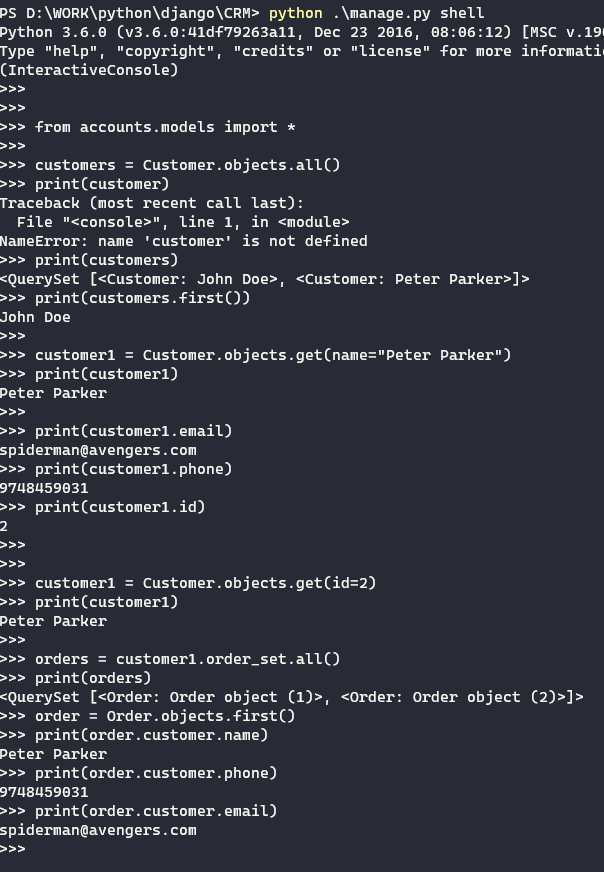 PS D:\WORK\python\django\CRM> python .\manage.py shell
Python 3.6.0 (v3.6.0:41df79263a11, Dec 23 2016, 08:06:12) [MSC v.190
Type "help", "copyright", "credits" or "license" for more informati
(InteractiveConsole)
>>>
>>>
>>> from accounts.models import *
>>>
>>> customers = Customer.objects.all()
>>> print(customer)
Traceback (most recent call last):
  File "<console>", line 1, in <module>
NameError: name 'customer' is not defined
>>> print(customers)
<QuerySet [<Customer: John Doe>, <Customer: Peter Parker>]>
>>> print(customers.first())
John Doe
>>>
>>> customer1 = Customer.objects.get(name="Peter Parker")
>>> print(customer1)
Peter Parker
>>>
>>> print(customer1.email)
spiderman@avengers.com
>>> print(customer1.phone)
9748459031
>>> print(customer1.id)
2
>>>
>>>
>>> customer1 = Customer.objects.get(id=2)
>>> print(customer1)
Peter Parker
>>>
>>> orders = customer1.order_set.all()
>>> print(orders)
<QuerySet [<Order: Order object (1)>, <Order: Order object (2)>]>
>>> order = Order.objects.first()
>>> print(order.customer.name)
Peter Parker
>>> print(order.customer.phone)
9748459031
>>> print(order.customer.email)
spiderman@avengers.com
>>>